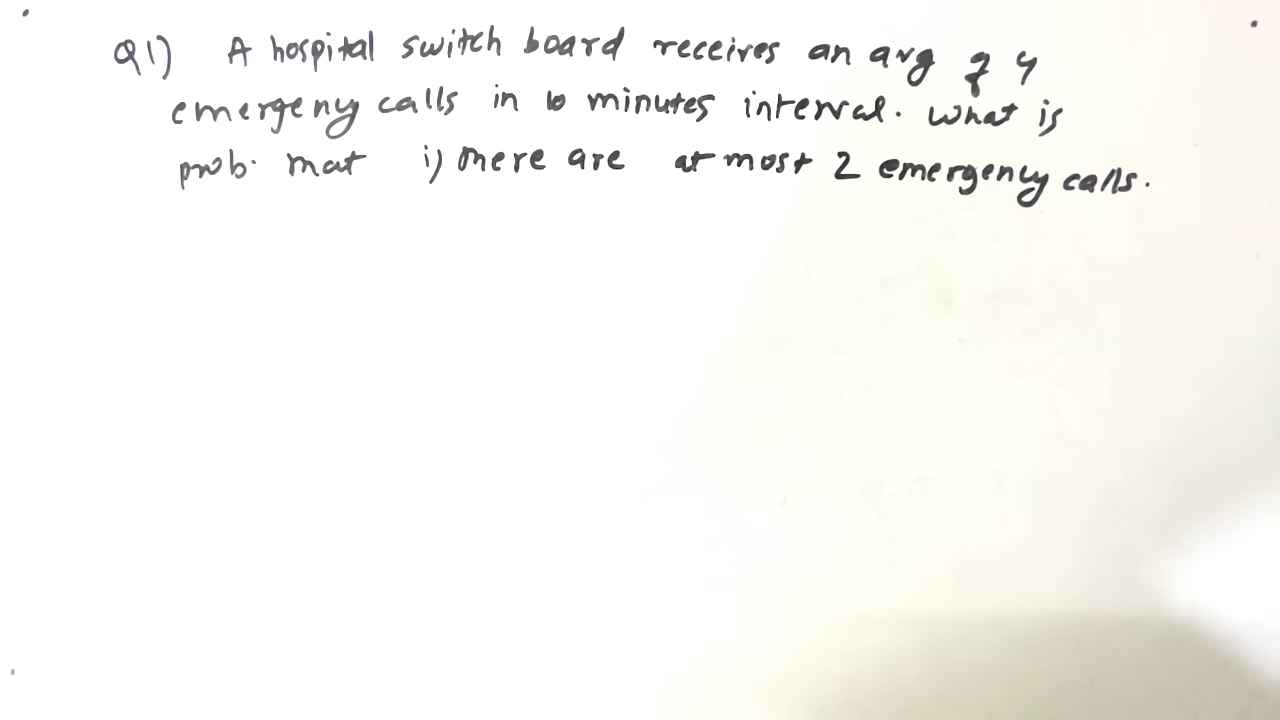 Q1) A hospital switch board receives an avg of 4
emergeny calls in 10 minutes interval. what is
prob. that i) there are at most 2 emergency calls.